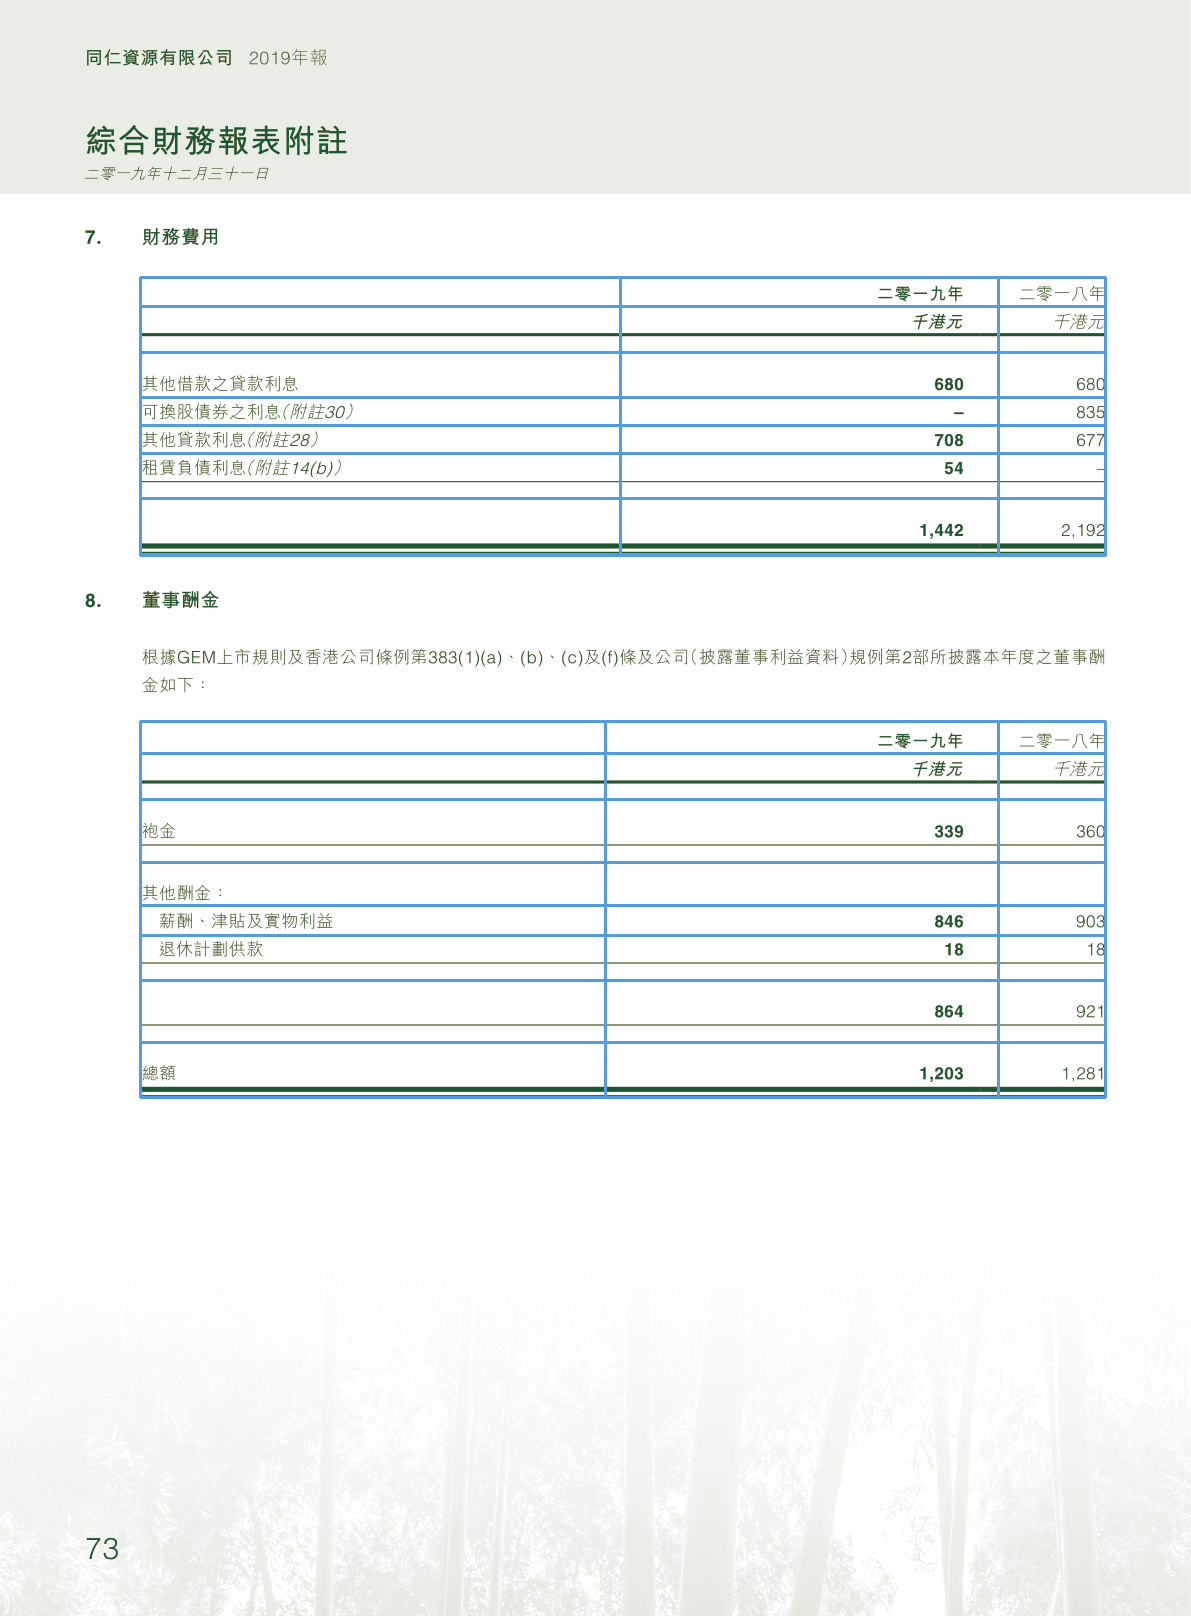 同仁資源有限公司 2019年報
綜合財務報表附註
二零一九年十二月三十一日
7. 財務費用
二零一九年 二零一八年
千港元 千港元
其他借款之貸款利息 680 680
可換股債券之利息（附註30） – 835
其他貸款利息（附註28） 708 677
租賃負債利息（附註14(b)） 54 –
1,442 2,192
8. 董事酬金
根據GEM上市規則及香港公司條例第383(1)(a)、(b)、(c)及(f)條及公司（披露董事利益資料）規例第2部所披露本年度之董事酬
金如下：
二零一九年 二零一八年
千港元 千港元
袍金 339 360
其他酬金：
薪酬、津貼及實物利益 846 903
退休計劃供款 18 18
864 921
總額 1,203 1,281
73